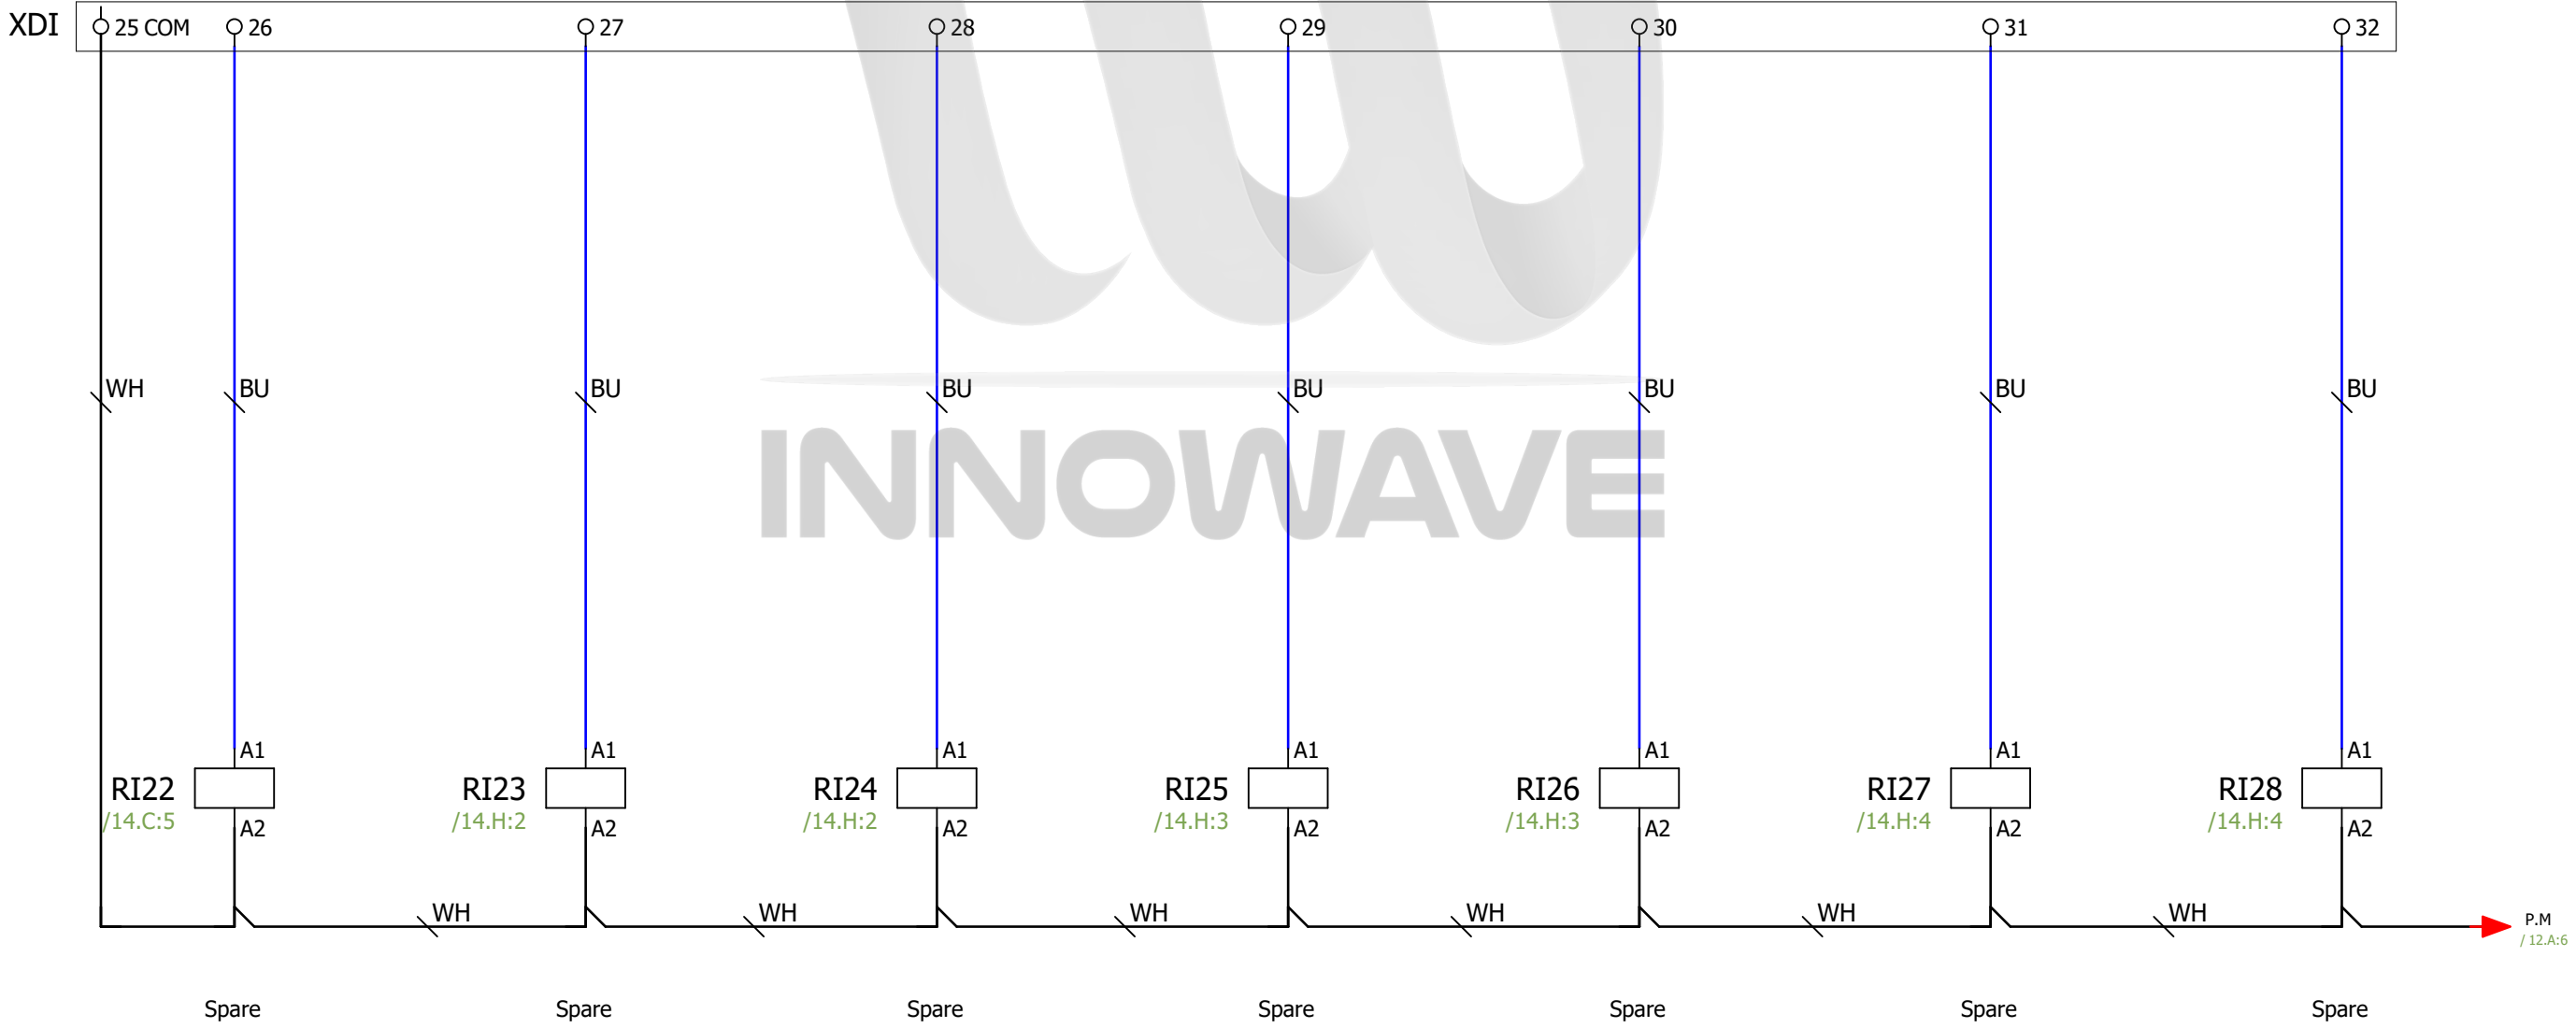 XDI 25 COM 26 27 28 29 30 31 32
WH BU BU BU BU BU BU BU
INNOWAVE
A1 A1 A1 A1 A1 A1 A1
RI22 RI23 RI24 RI25 RI26 RI27 RI28
/14.C:5 /14.H:2 /14.H:2 /14.H:3 /14.H:3 /14.H:4 /14.H:4
A2 A2 A2 A2 A2 A2 A2
WH WH WH WH WH WH P.M
/ 12.A:6
Spare Spare Spare Spare Spare Spare Spare